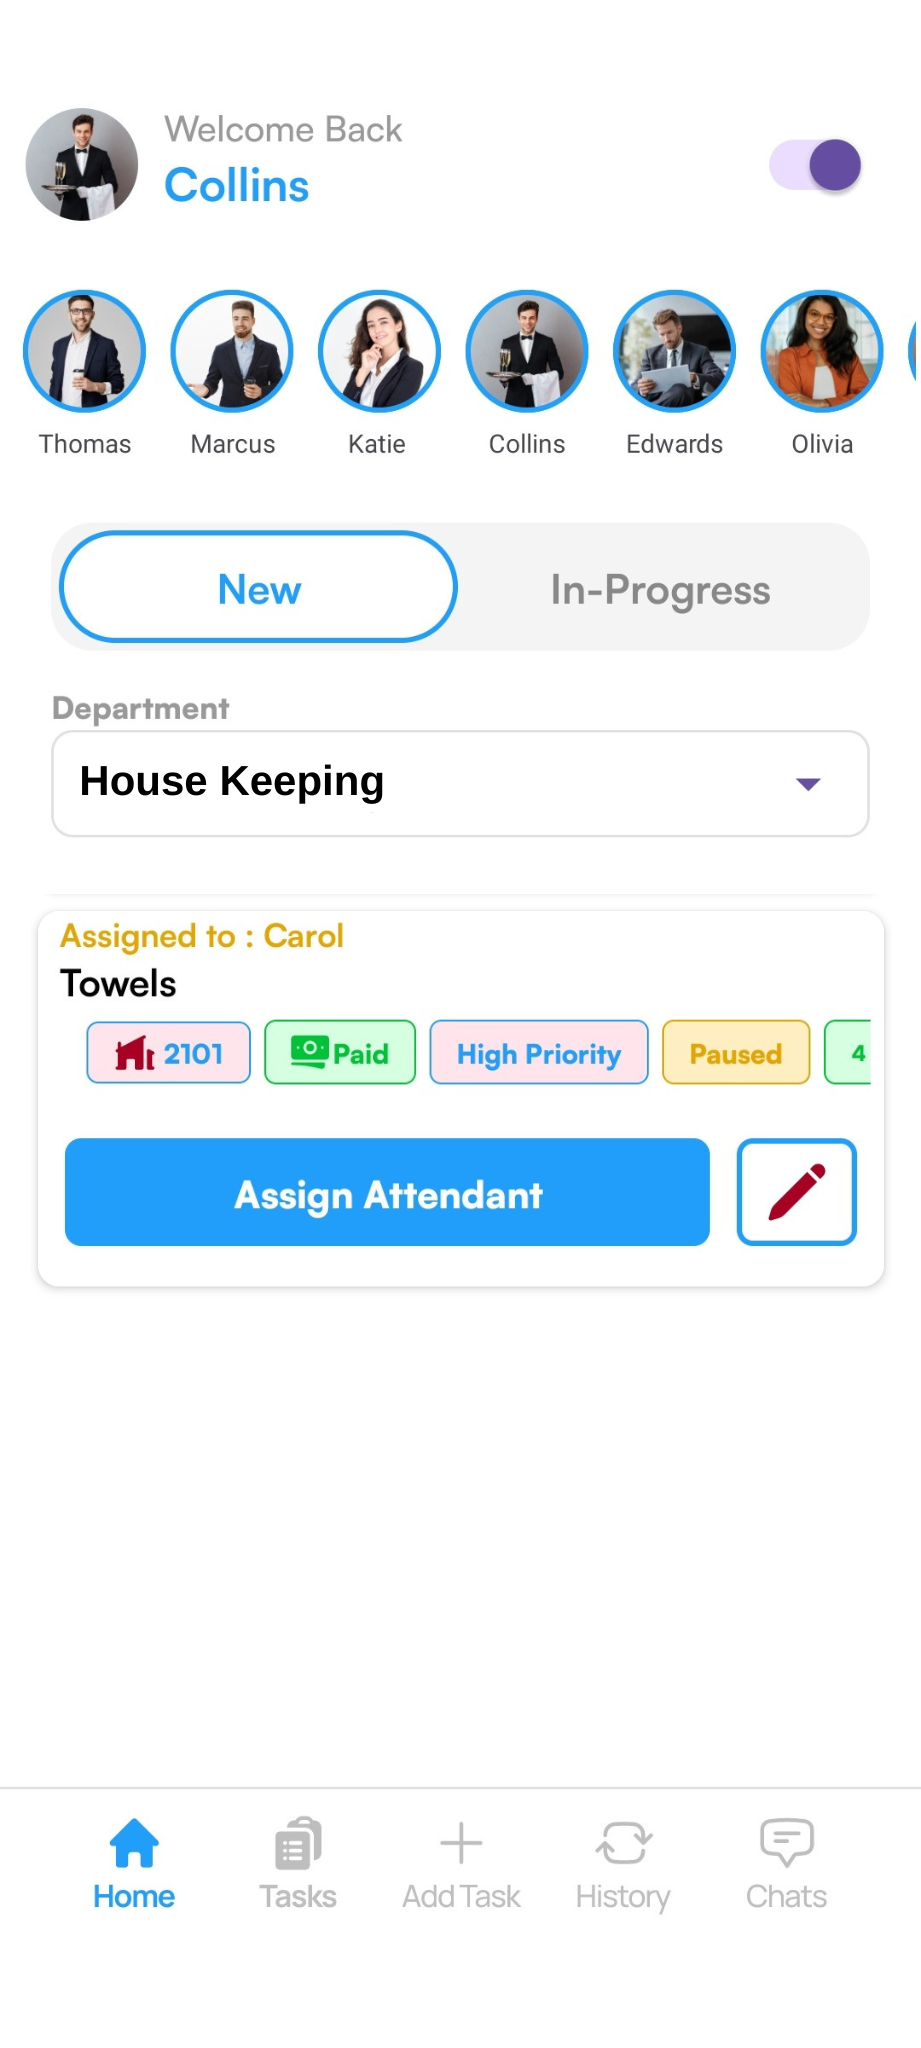 Welcome Back
Collins
Thomas Marcus Katie Collins Edwards Olivia
New In-Progress
Department
House Keeping
Assigned to : Carol
Towels
2101 Paid High Priority Paused 4
Assign Attendant
Home Tasks Add Task History Chats